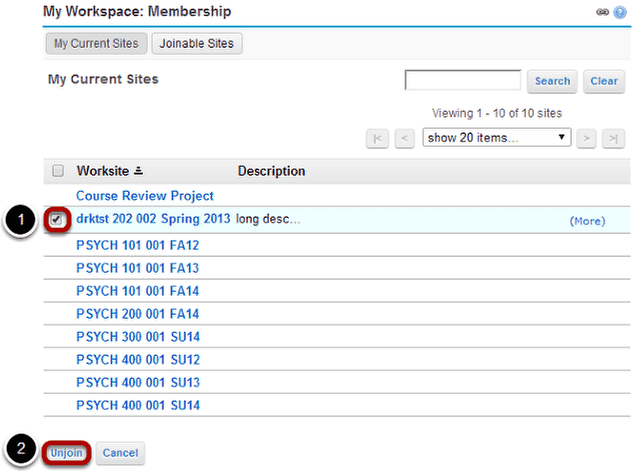 My Workspace: Membership
My Current Sites Joinable Sites
My Current Sites
Search Clear
Viewing 1 - 10 of 10 sites
|< < show 20 items... > >|
Worksite Description
Course Review Project
1 drktst 202 002 Spring 2013 long desc... (More)
PSYCH 101 001 FA12
PSYCH 101 001 FA13
PSYCH 101 001 FA14
PSYCH 200 001 FA14
PSYCH 300 001 SU14
PSYCH 400 001 SU12
PSYCH 400 001 SU13
PSYCH 400 001 SU14
2 Unjoin Cancel